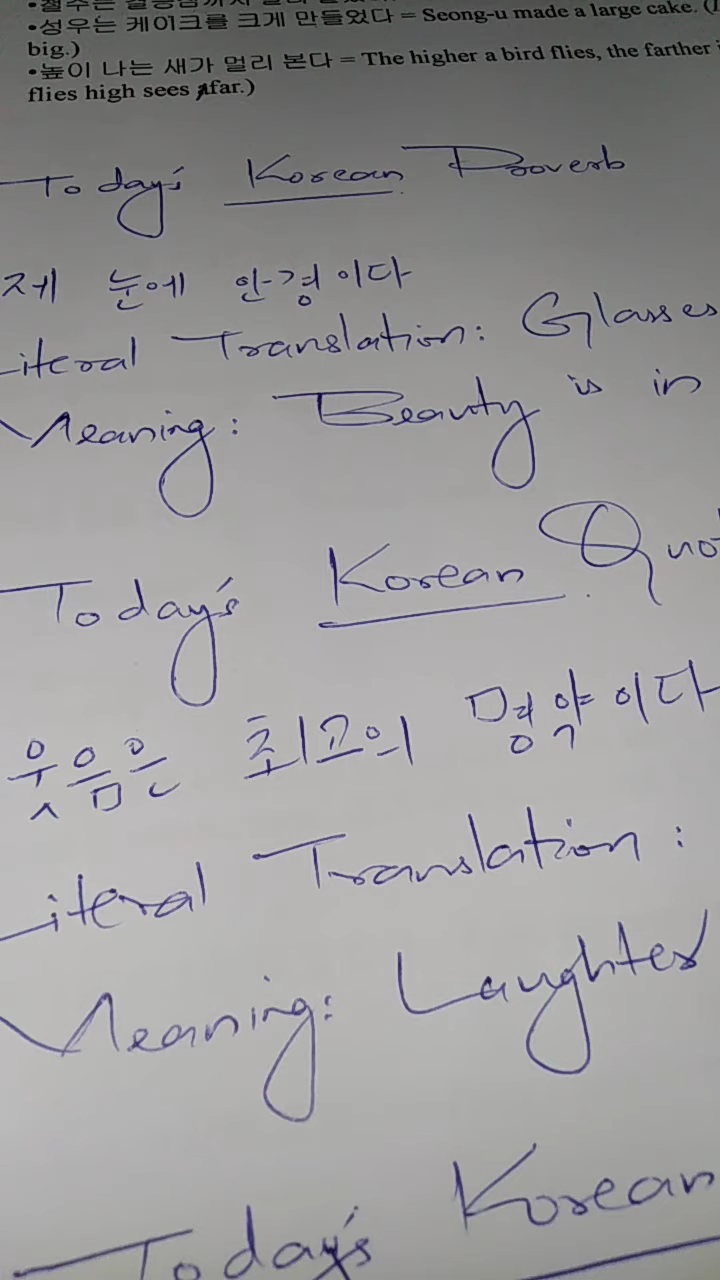 •성우는 케이크를 크게 만들었다 = Seong-u made a large cake. (
big.)
•높이 나는 새가 멀리 본다 = The higher a bird flies, the farther
flies high sees afar.)
Today's Korean Proverb
제 눈에 안경이다
Literal Translation: Glasses
Meaning: Beauty is in
Today's Korean
웃음은 최고의 명약이다
Literal Translation:
Meaning: Laughter
Today's Korean